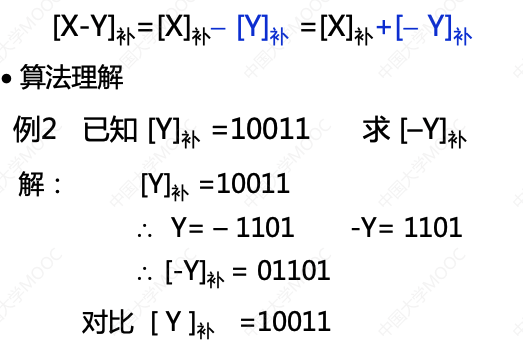 [X-Y]补=[X]补– [Y]补 =[X]补+[– Y]补
• 算法理解
例2 已知 [Y]补 =10011 求 [–Y]补
解： [Y]补 =10011
∴ Y= – 1101 -Y= 1101
∴ [-Y]补 = 01101
对比 [ Y ]补 =10011